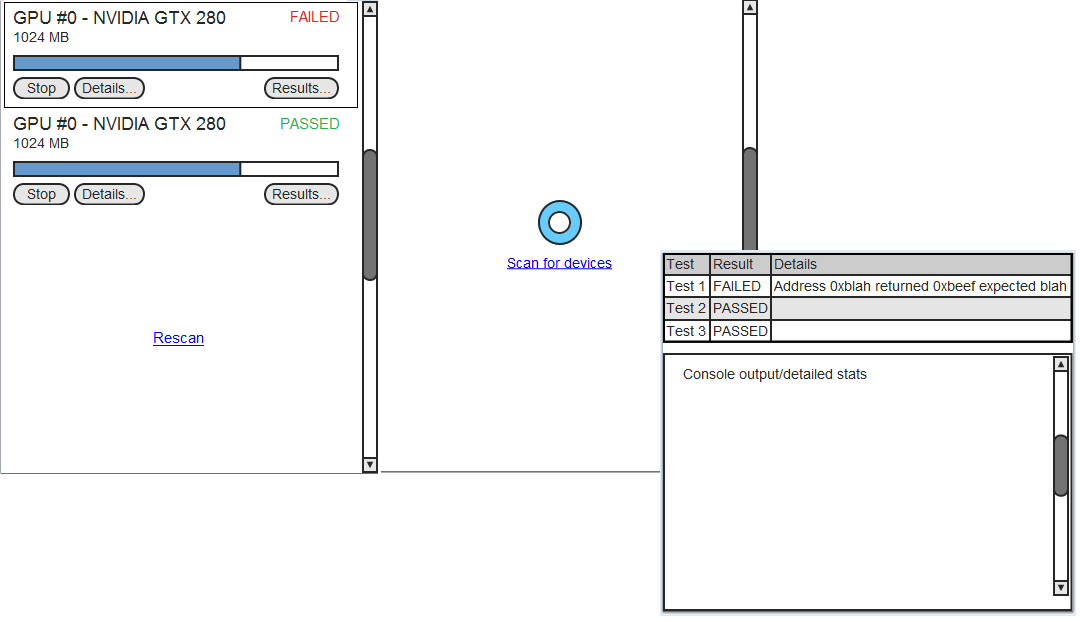 GPU #0 - NVIDIA GTX 280 FAILED
1024 MB
Stop Details... Results...
GPU #0 - NVIDIA GTX 280 PASSED
1024 MB
Stop Details... Results...
Rescan
Scan for devices
Test Result Details
Test 1 FAILED Address 0xblah returned 0xbeef expected blah
Test 2 PASSED
Test 3 PASSED
Console output/detailed stats